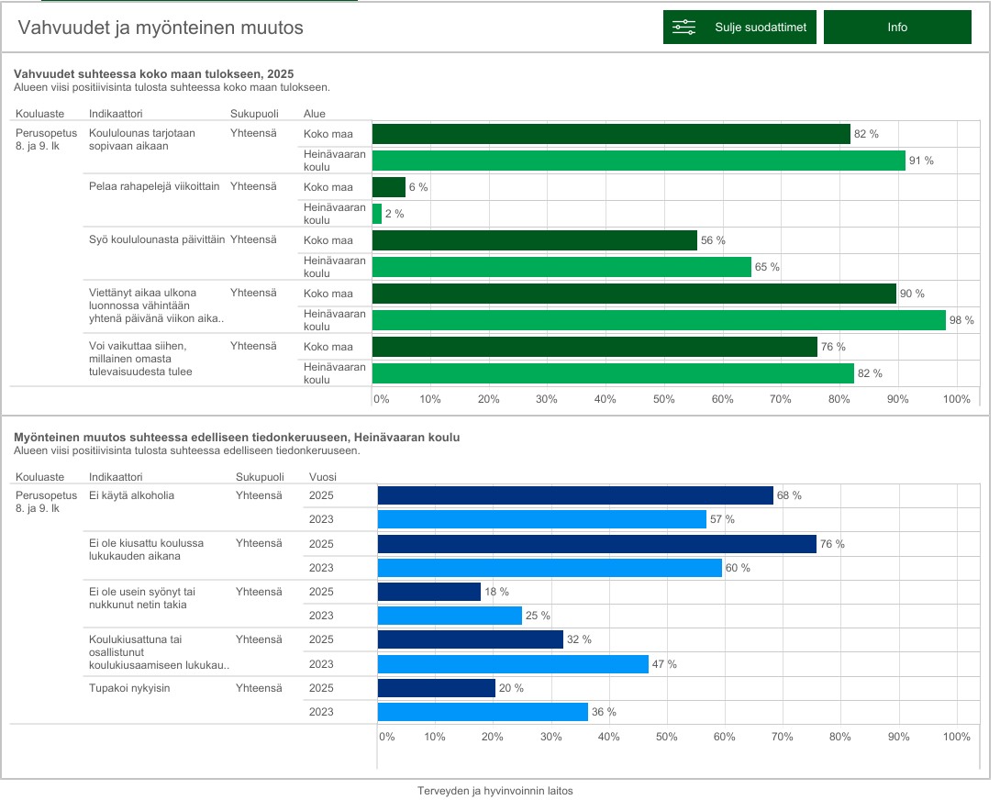 Vahvuudet ja myönteinen muutos
Sulje suodattimet
Info
Vahvuudet suhteessa koko maan tulokseen, 2025
Alueen viisi positiivisinta tulosta suhteessa koko maan tulokseen.
Kouluaste Indikaattori Sukupuoli Alue
Perusopetus 8. ja 9. lk
Koululounas tarjotaan sopivaan aikaan Yhteensä
Koko maa 82 %
Heinävaaran koulu 91 %
Pelaa rahapelejä viikoittain Yhteensä
Koko maa 6 %
Heinävaaran koulu 2 %
Syö koululounasta päivittäin Yhteensä
Koko maa 56 %
Heinävaaran koulu 65 %
Viettänyt aikaa ulkona luonnossa vähintään yhtenä päivänä viikon aika.. Yhteensä
Koko maa 90 %
Heinävaaran koulu 98 %
Voi vaikuttaa siihen, millainen omasta tulevaisuudesta tulee Yhteensä
Koko maa 76 %
Heinävaaran koulu 82 %
0% 10% 20% 30% 40% 50% 60% 70% 80% 90% 100%
Myönteinen muutos suhteessa edelliseen tiedonkeruuseen, Heinävaaran koulu
Alueen viisi positiivisinta tulosta suhteessa edelliseen tiedonkeruuseen.
Kouluaste Indikaattori Sukupuoli Vuosi
Perusopetus 8. ja 9. lk
Ei käytä alkoholia Yhteensä
2025 68 %
2023 57 %
Ei ole kiusattu koulussa lukukauden aikana Yhteensä
2025 76 %
2023 60 %
Ei ole usein syönyt tai nukkunut netin takia Yhteensä
2025 18 %
2023 25 %
Koulukiusattuna tai osallistunut koulukiusaamiseen lukukau.. Yhteensä
2025 32 %
2023 47 %
Tupakoi nykyisin Yhteensä
2025 20 %
2023 36 %
0% 10% 20% 30% 40% 50% 60% 70% 80% 90% 100%
Terveyden ja hyvinvoinnin laitos